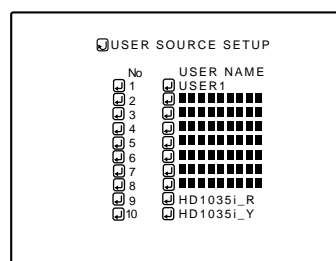 USER SOURCE SETUP
No USER NAME
1 USER1
2
3
4
5
6
7
8
9 HD1035i_R
10 HD1035i_Y